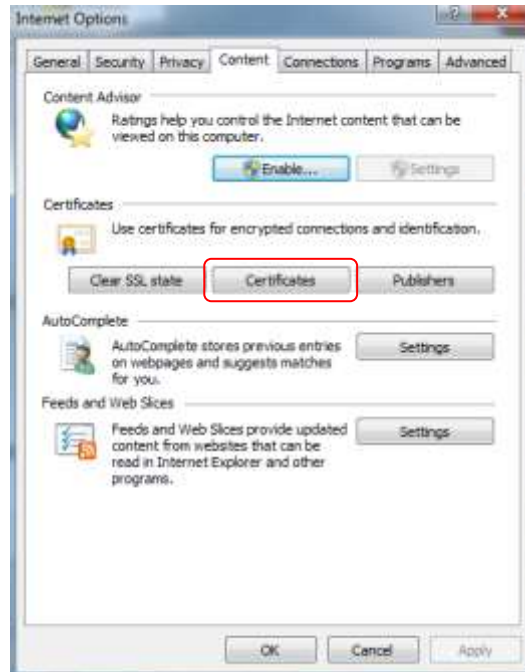 Internet Options
General Security Privacy Content Connections Programs Advanced
Content Advisor
Ratings help you control the Internet content that can be
viewed on this computer.
Enable... Settings
Certificates
Use certificates for encrypted connections and identification.
Clear SSL state Certificates Publishers
AutoComplete
AutoComplete stores previous entries
on webpages and suggests matches
for you.
Settings
Feeds and Web Slices
Feeds and Web Slices provide updated
content from websites that can be
read in Internet Explorer and other
programs.
Settings
OK Cancel Apply